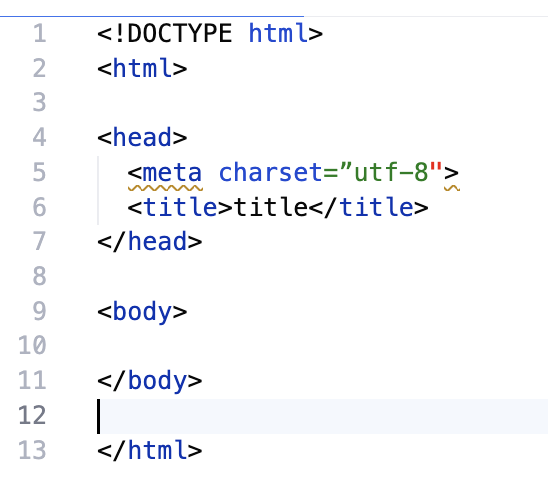 1 <!DOCTYPE html>
2 <html>
3
4 <head>
5 <meta charset=”utf-8">
6 <title>title</title>
7 </head>
8
9 <body>
10
11 </body>
12
13 </html>